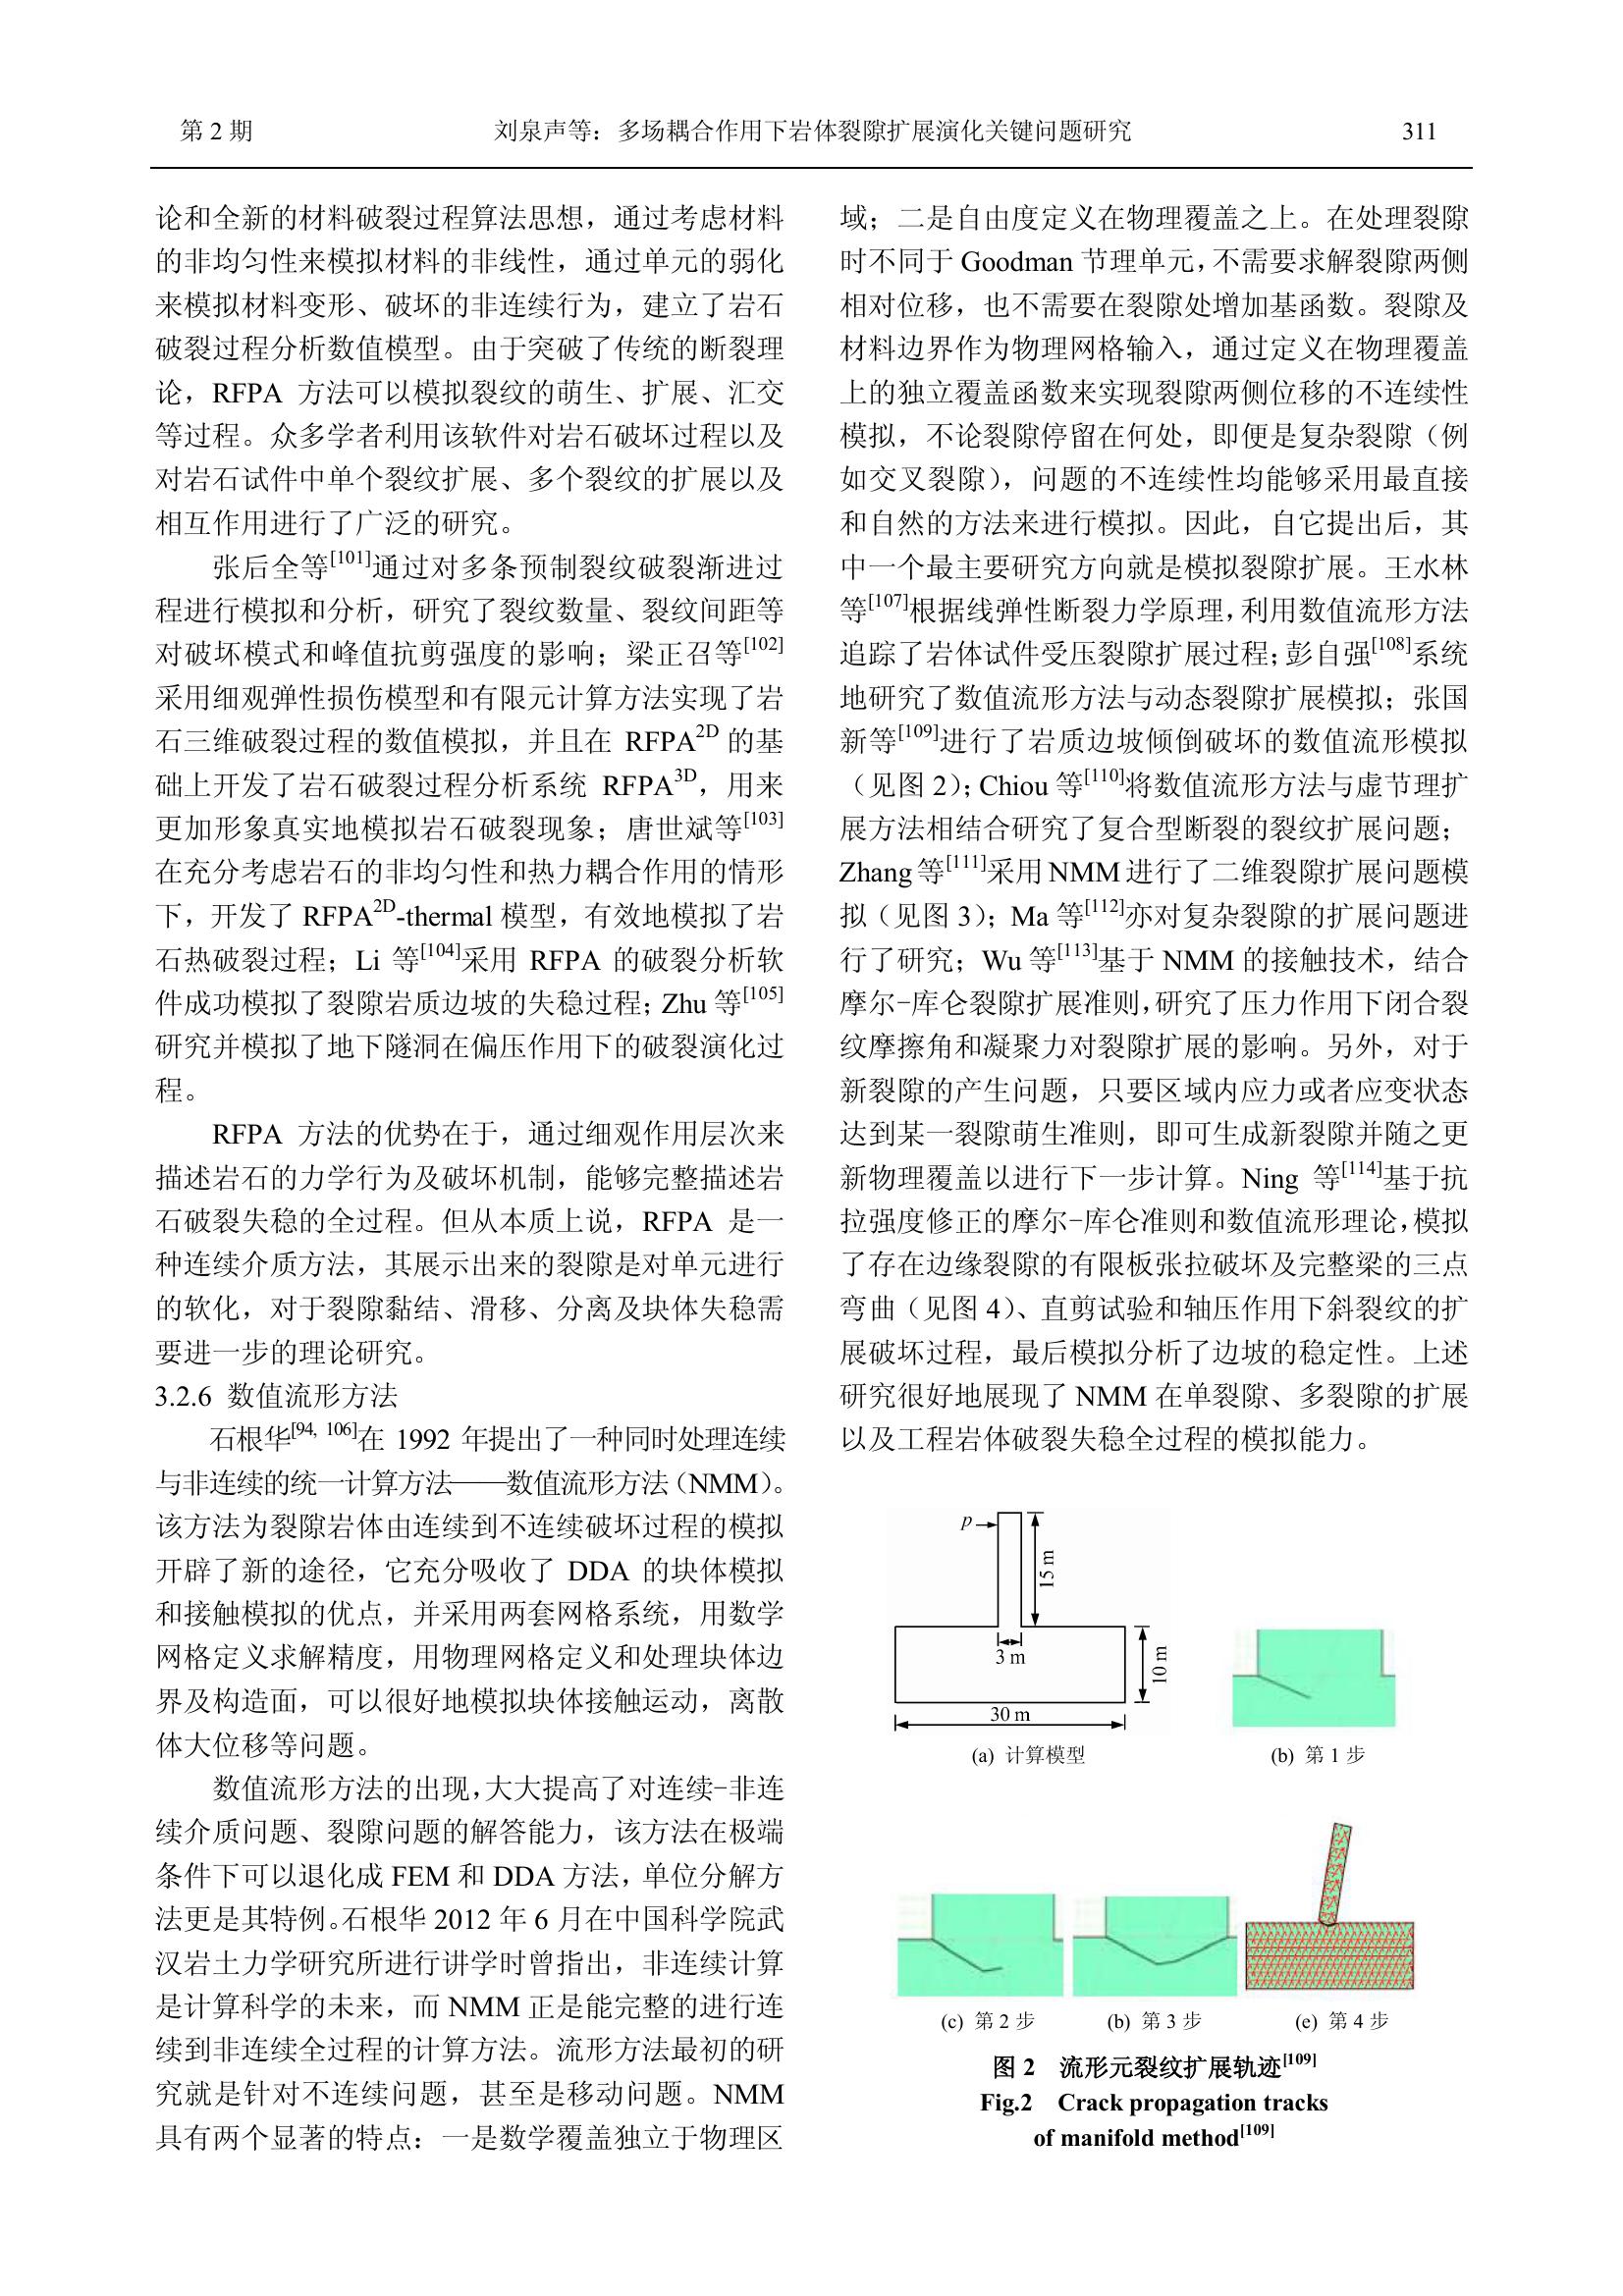 第 2 期 刘泉声等：多场耦合作用下岩体裂隙扩展演化关键问题研究 311
论和全新的材料破裂过程算法思想，通过考虑材料
的非均匀性来模拟材料的非线性，通过单元的弱化
来模拟材料变形、破坏的非连续行为，建立了岩石
破裂过程分析数值模型。由于突破了传统的断裂理
论，RFPA 方法可以模拟裂纹的萌生、扩展、汇交
等过程。众多学者利用该软件对岩石破坏过程以及
对岩石试件中单个裂纹扩展、多个裂纹的扩展以及
相互作用进行了广泛的研究。
张后全等[101]通过对多条预制裂纹破裂渐进过
程进行模拟和分析，研究了裂纹数量、裂纹间距等
对破坏模式和峰值抗剪强度的影响；梁正召等[102]
采用细观弹性损伤模型和有限元计算方法实现了岩
石三维破裂过程的数值模拟，并且在 RFPA2D 的基
础上开发了岩石破裂过程分析系统 RFPA3D，用来
更加形象真实地模拟岩石破裂现象；唐世斌等[103]
在充分考虑岩石的非均匀性和热力耦合作用的情形
下，开发了 RFPA2D-thermal 模型，有效地模拟了岩
石热破裂过程；Li 等[104]采用 RFPA 的破裂分析软
件成功模拟了裂隙岩质边坡的失稳过程；Zhu 等[105]
研究并模拟了地下隧洞在偏压作用下的破裂演化过
程。
RFPA 方法的优势在于，通过细观作用层次来
描述岩石的力学行为及破坏机制，能够完整描述岩
石破裂失稳的全过程。但从本质上说，RFPA 是一
种连续介质方法，其展示出来的裂隙是对单元进行
的软化，对于裂隙黏结、滑移、分离及块体失稳需
要进一步的理论研究。
3.2.6 数值流形方法
石根华[94, 106]在 1992 年提出了一种同时处理连续
与非连续的统一计算方法——数值流形方法（NMM）。
该方法为裂隙岩体由连续到不连续破坏过程的模拟
开辟了新的途径，它充分吸收了 DDA 的块体模拟
和接触模拟的优点，并采用两套网格系统，用数学
网格定义求解精度，用物理网格定义和处理块体边
界及构造面，可以很好地模拟块体接触运动，离散
体大位移等问题。
数值流形方法的出现，大大提高了对连续-非连
续介质问题、裂隙问题的解答能力，该方法在极端
条件下可以退化成 FEM 和 DDA 方法，单位分解方
法更是其特例。石根华 2012 年 6 月在中国科学院武
汉岩土力学研究所进行讲学时曾指出，非连续计算
是计算科学的未来，而 NMM 正是能完整的进行连
续到非连续全过程的计算方法。流形方法最初的研
究就是针对不连续问题，甚至是移动问题。NMM
具有两个显著的特点：一是数学覆盖独立于物理区
域；二是自由度定义在物理覆盖之上。在处理裂隙
时不同于 Goodman 节理单元，不需要求解裂隙两侧
相对位移，也不需要在裂隙处增加基函数。裂隙及
材料边界作为物理网格输入，通过定义在物理覆盖
上的独立覆盖函数来实现裂隙两侧位移的不连续性
模拟，不论裂隙停留在何处，即便是复杂裂隙（例
如交叉裂隙），问题的不连续性均能够采用最直接
和自然的方法来进行模拟。因此，自它提出后，其
中一个最主要研究方向就是模拟裂隙扩展。王水林
等[107]根据线弹性断裂力学原理，利用数值流形方法
追踪了岩体试件受压裂隙扩展过程；彭自强[108]系统
地研究了数值流形方法与动态裂隙扩展模拟；张国
新等[109]进行了岩质边坡倾倒破坏的数值流形模拟
（见图 2）；Chiou 等[110]将数值流形方法与虚节理扩
展方法相结合研究了复合型断裂的裂纹扩展问题；
Zhang 等[111]采用 NMM 进行了二维裂隙扩展问题模
拟（见图 3）；Ma 等[112]亦对复杂裂隙的扩展问题进
行了研究；Wu 等[113]基于 NMM 的接触技术，结合
摩尔-库仑裂隙扩展准则，研究了压力作用下闭合裂
纹摩擦角和凝聚力对裂隙扩展的影响。另外，对于
新裂隙的产生问题，只要区域内应力或者应变状态
达到某一裂隙萌生准则，即可生成新裂隙并随之更
新物理覆盖以进行下一步计算。Ning 等[114]基于抗
拉强度修正的摩尔-库仑准则和数值流形理论，模拟
了存在边缘裂隙的有限板张拉破坏及完整梁的三点
弯曲（见图 4）、直剪试验和轴压作用下斜裂纹的扩
展破坏过程，最后模拟分析了边坡的稳定性。上述
研究很好地展现了 NMM 在单裂隙、多裂隙的扩展
以及工程岩体破裂失稳全过程的模拟能力。
p
15 m
3 m
10 m
30 m
(a) 计算模型 (b) 第 1 步
(c) 第 2 步 (b) 第 3 步 (e) 第 4 步
图 2 流形元裂纹扩展轨迹[109]
Fig.2 Crack propagation tracks
of manifold method[109]